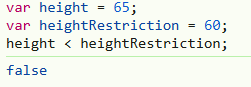 var height = 65;
var heightRestriction = 60;
height < heightRestriction;
false